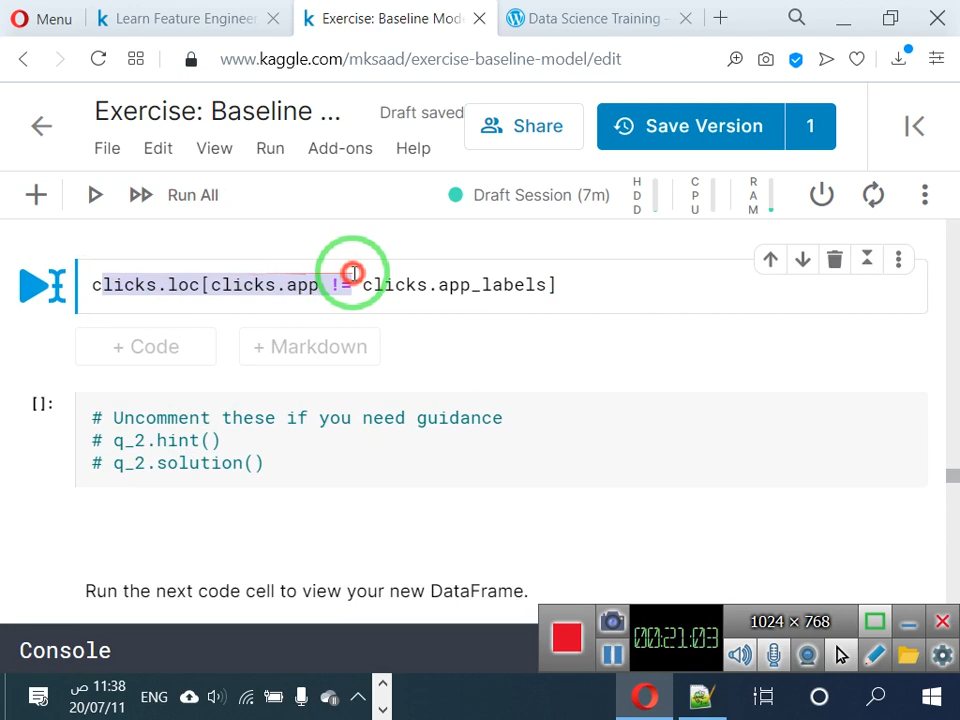 Menu
Learn Feature Engineer
Exercise: Baseline Mode
Data Science Training -
www.kaggle.com/mksaad/exercise-baseline-model/edit
Exercise: Baseline ...
Draft saved
Share
Save Version
1
File
Edit
View
Run
Add-ons
Help
Run All
Draft Session (7m)
HDD
CPU
RAM
clicks.loc[clicks.app != clicks.app_labels]
+ Code
+ Markdown
[]:
# Uncomment these if you need guidance
# q_2.hint()
# q_2.solution()
Run the next code cell to view your new DataFrame.
Console
1024 × 768
00:21:03
11:38 ص
20/07/11
ENG